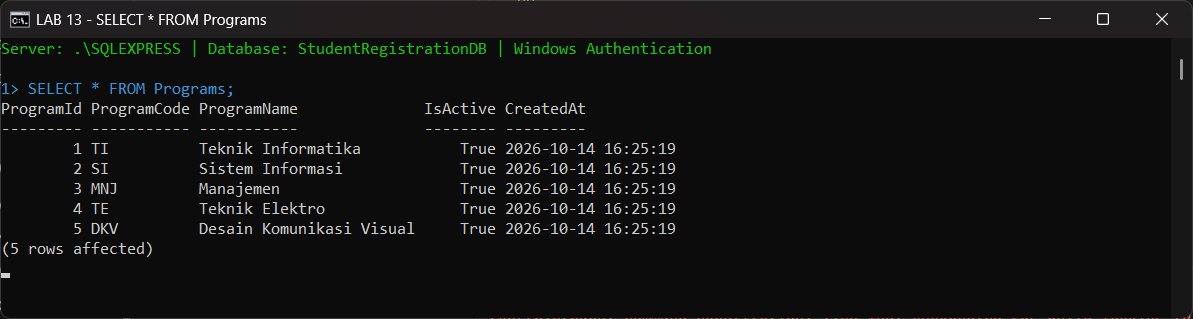 LAB 13 - SELECT * FROM Programs
Server: .\SQLEXPRESS | Database: StudentRegistrationDB | Windows Authentication
1> SELECT * FROM Programs;
ProgramId ProgramCode ProgramName              IsActive CreatedAt
--------- ----------- -----------              -------- ---------
        1 TI          Teknik Informatika           True 2026-10-14 16:25:19
        2 SI          Sistem Informasi             True 2026-10-14 16:25:19
        3 MNJ         Manajemen                    True 2026-10-14 16:25:19
        4 TE          Teknik Elektro               True 2026-10-14 16:25:19
        5 DKV         Desain Komunikasi Visual     True 2026-10-14 16:25:19
(5 rows affected)